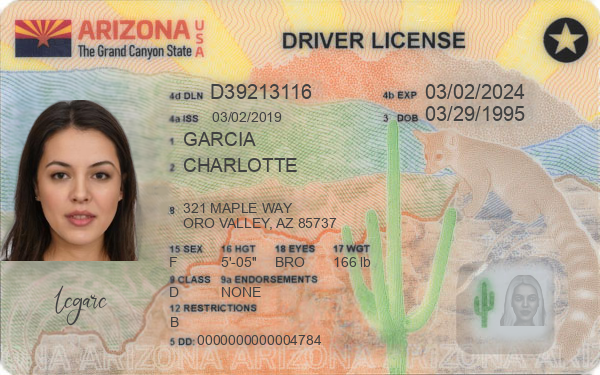 ARIZONA USA
The Grand Canyon State
DRIVER LICENSE
4d DLN D39213116 4b EXP 03/02/2024
4a ISS 03/02/2019 3 DOB 03/29/1995
1 GARCIA
2 CHARLOTTE
8 321 MAPLE WAY
ORO VALLEY, AZ 85737
15 SEX 16 HGT 18 EYES 17 WGT
F 5'-05" BRO 166 lb
9 CLASS 9a ENDORSEMENTS
D NONE
12 RESTRICTIONS
B
5 DD: 0000000000004784
ARIZONA ARIZONA ARIZONA ARIZONA